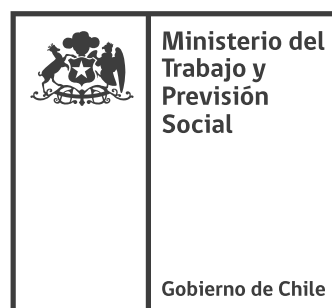 Ministerio del
Trabajo y
Previsión
Social
Gobierno de Chile